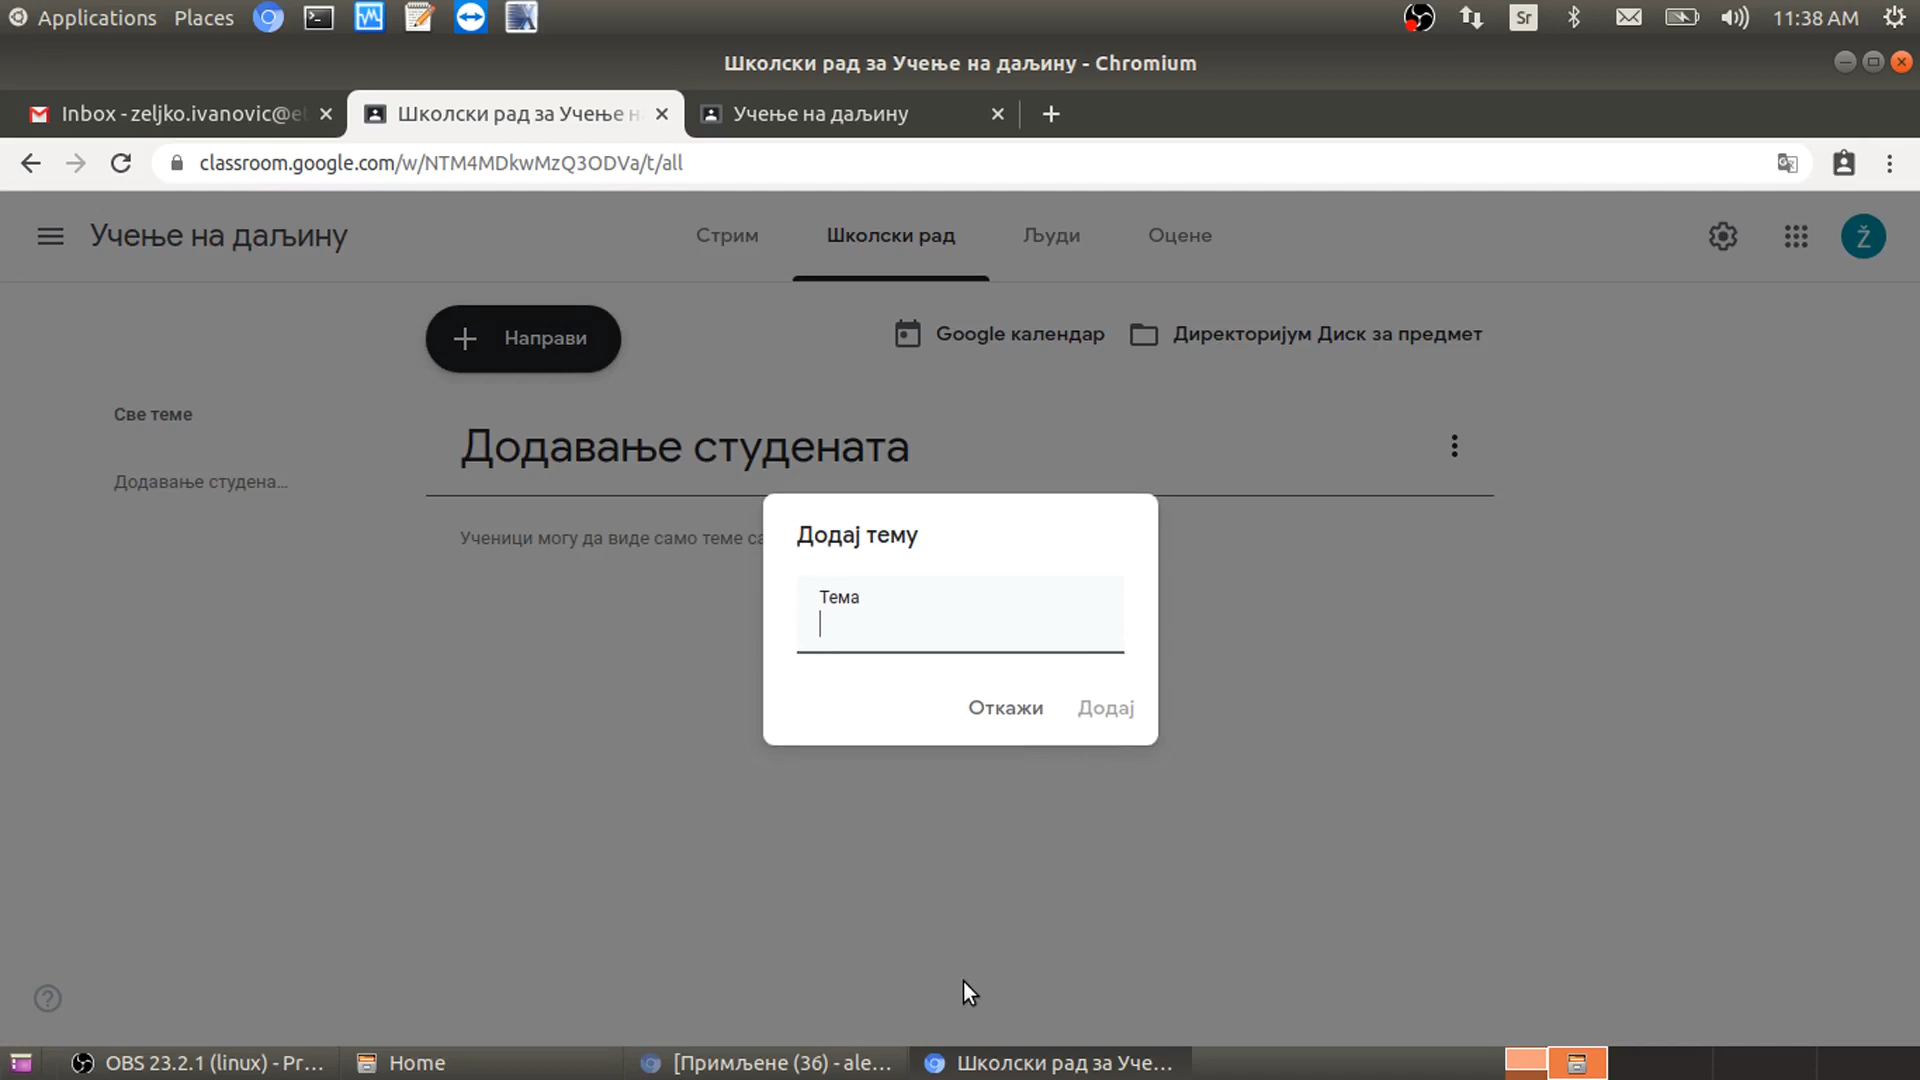 Applications Places Sr 11:38 AM
Школски рад за Учење на даљину - Chromium
Inbox - zeljko.ivanovic@e
Школски рад за Учење н
Учење на даљину
classroom.google.com/w/NTM4MDkwMzQ3ODVa/t/all
Учење на даљину Стрим Школски рад Људи Оцене Ž
Направи Google календар Директоријум Диск за предмет
Све теме
Додавање студената
Додавање студена...
Ученици могу да виде само теме са
Додај тему
Тема
Откажи Додај
OBS 23.2.1 (linux) - Pr... Home [Примљене (36) - ale... Школски рад за Уче...